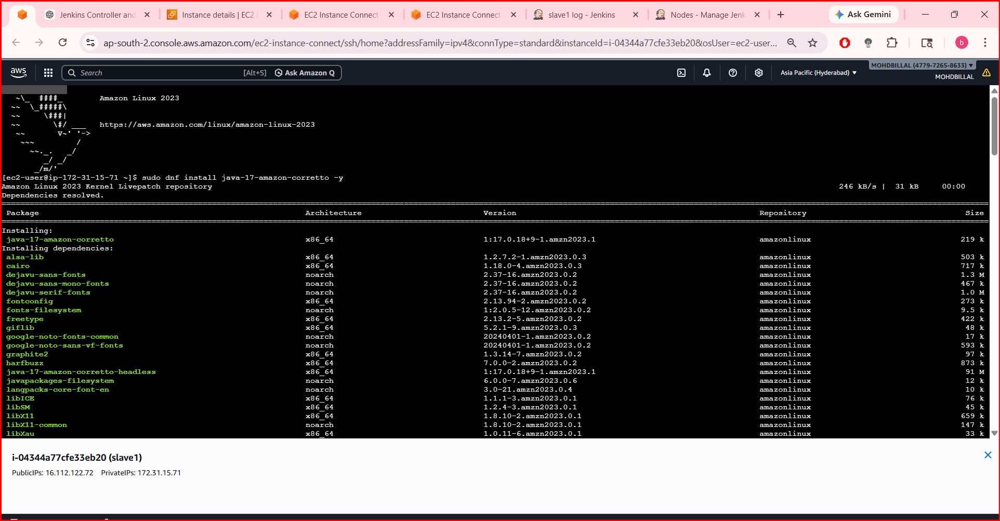 Jenkins Controller and
Instance details | EC2
EC2 Instance Connect
EC2 Instance Connect
slave1 log - Jenkins
Nodes - Manage Jenk
Ask Gemini
ap-south-2.console.aws.amazon.com/ec2-instance-connect/ssh/home?addressFamily=ipv4&connType=standard&instanceId=i-04344a77cfe33eb20&osUser=ec2-user...
b
aws
Search
[Alt+S]
Ask Amazon Q
Asia Pacific (Hyderabad)
MOHDBILLAL (4779-7265-8633)
MOHDBILLAL
~\_ ####_ Amazon Linux 2023
~~ \_#####\
~~ \###|
~~ \#/ ___ https://aws.amazon.com/linux/amazon-linux-2023
~~ V~' '->
~~~ /
~~._. _/
_/ _/
_/m/'
[ec2-user@ip-172-31-15-71 ~]$ sudo dnf install java-17-amazon-corretto -y
Amazon Linux 2023 Kernel Livepatch repository 246 kB/s | 31 kB 00:00
Dependencies resolved.
Package Architecture Version Repository Size
Installing:
java-17-amazon-corretto x86_64 1:17.0.18+9-1.amzn2023.1 amazonlinux 219 k
Installing dependencies:
alsa-lib x86_64 1.2.7.2-1.amzn2023.0.3 amazonlinux 503 k
cairo x86_64 1.18.0-4.amzn2023.0.3 amazonlinux 717 k
dejavu-sans-fonts noarch 2.37-16.amzn2023.0.2 amazonlinux 1.3 M
dejavu-sans-mono-fonts noarch 2.37-16.amzn2023.0.2 amazonlinux 467 k
dejavu-serif-fonts noarch 2.37-16.amzn2023.0.2 amazonlinux 1.0 M
fontconfig x86_64 2.13.94-2.amzn2023.0.2 amazonlinux 273 k
fonts-filesystem noarch 1:2.0.5-12.amzn2023.0.2 amazonlinux 9.5 k
freetype x86_64 2.13.2-5.amzn2023.0.2 amazonlinux 422 k
giflib x86_64 5.2.1-9.amzn2023.0.3 amazonlinux 48 k
google-noto-fonts-common noarch 20240401-1.amzn2023.0.2 amazonlinux 17 k
google-noto-sans-vf-fonts noarch 20240401-1.amzn2023.0.2 amazonlinux 593 k
graphite2 x86_64 1.3.14-7.amzn2023.0.2 amazonlinux 97 k
harfbuzz x86_64 7.0.0-2.amzn2023.0.2 amazonlinux 873 k
java-17-amazon-corretto-headless x86_64 1:17.0.18+9-1.amzn2023.1 amazonlinux 91 M
javapackages-filesystem noarch 6.0.0-7.amzn2023.0.6 amazonlinux 12 k
langpacks-core-font-en noarch 3.0-21.amzn2023.0.4 amazonlinux 10 k
libICE x86_64 1.1.1-3.amzn2023.0.1 amazonlinux 76 k
libSM x86_64 1.2.4-3.amzn2023.0.1 amazonlinux 45 k
libX11 x86_64 1.8.10-2.amzn2023.0.1 amazonlinux 659 k
libX11-common noarch 1.8.10-2.amzn2023.0.1 amazonlinux 147 k
libXau x86_64 1.0.11-6.amzn2023.0.1 amazonlinux 33 k
i-04344a77cfe33eb20 (slave1)
PublicIPs: 16.112.122.72 PrivateIPs: 172.31.15.71